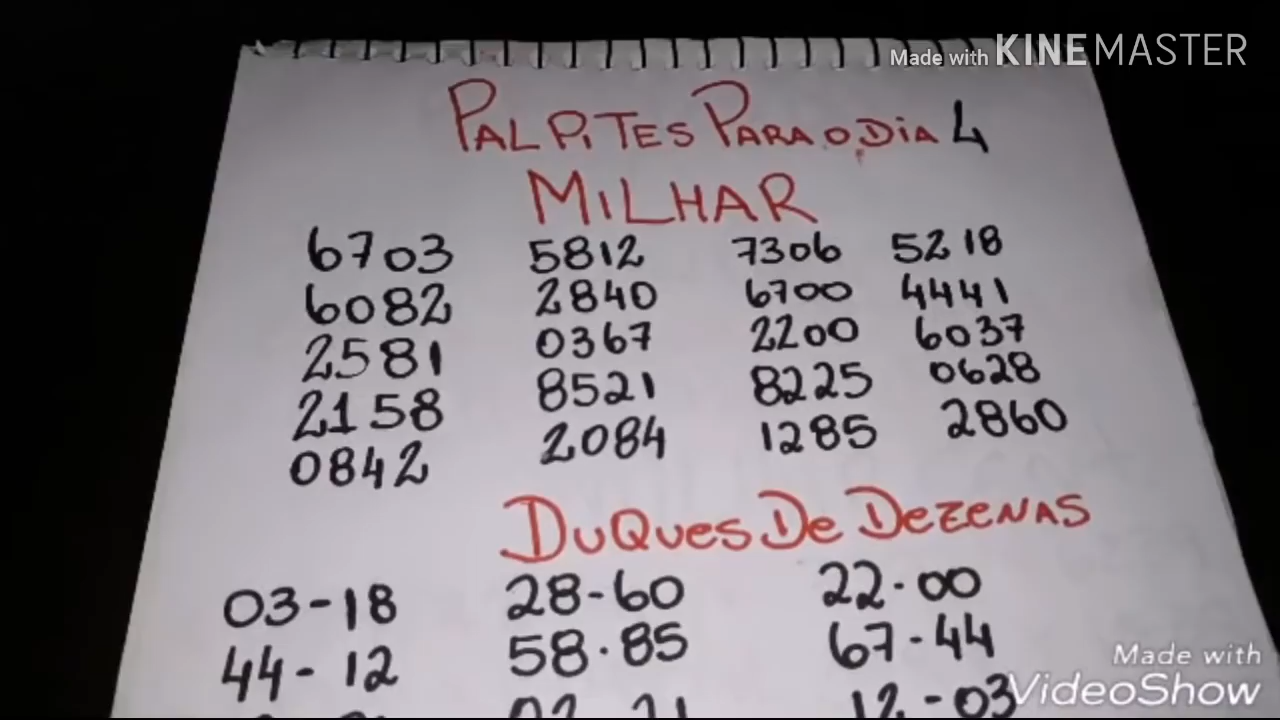 Made with KINEMASTER
PALPITES PARA O DIA 4
MILHAR
6703 5812 7306 5218
6082 2840 6700 4441
2581 0367 2200 6037
2158 8521 8225 0628
0842 2084 1285 2860
DUQUES DE DEZENAS
03-18 28-60 22.00
44-12 58.85 67-44
12-03
Made with
VideoShow